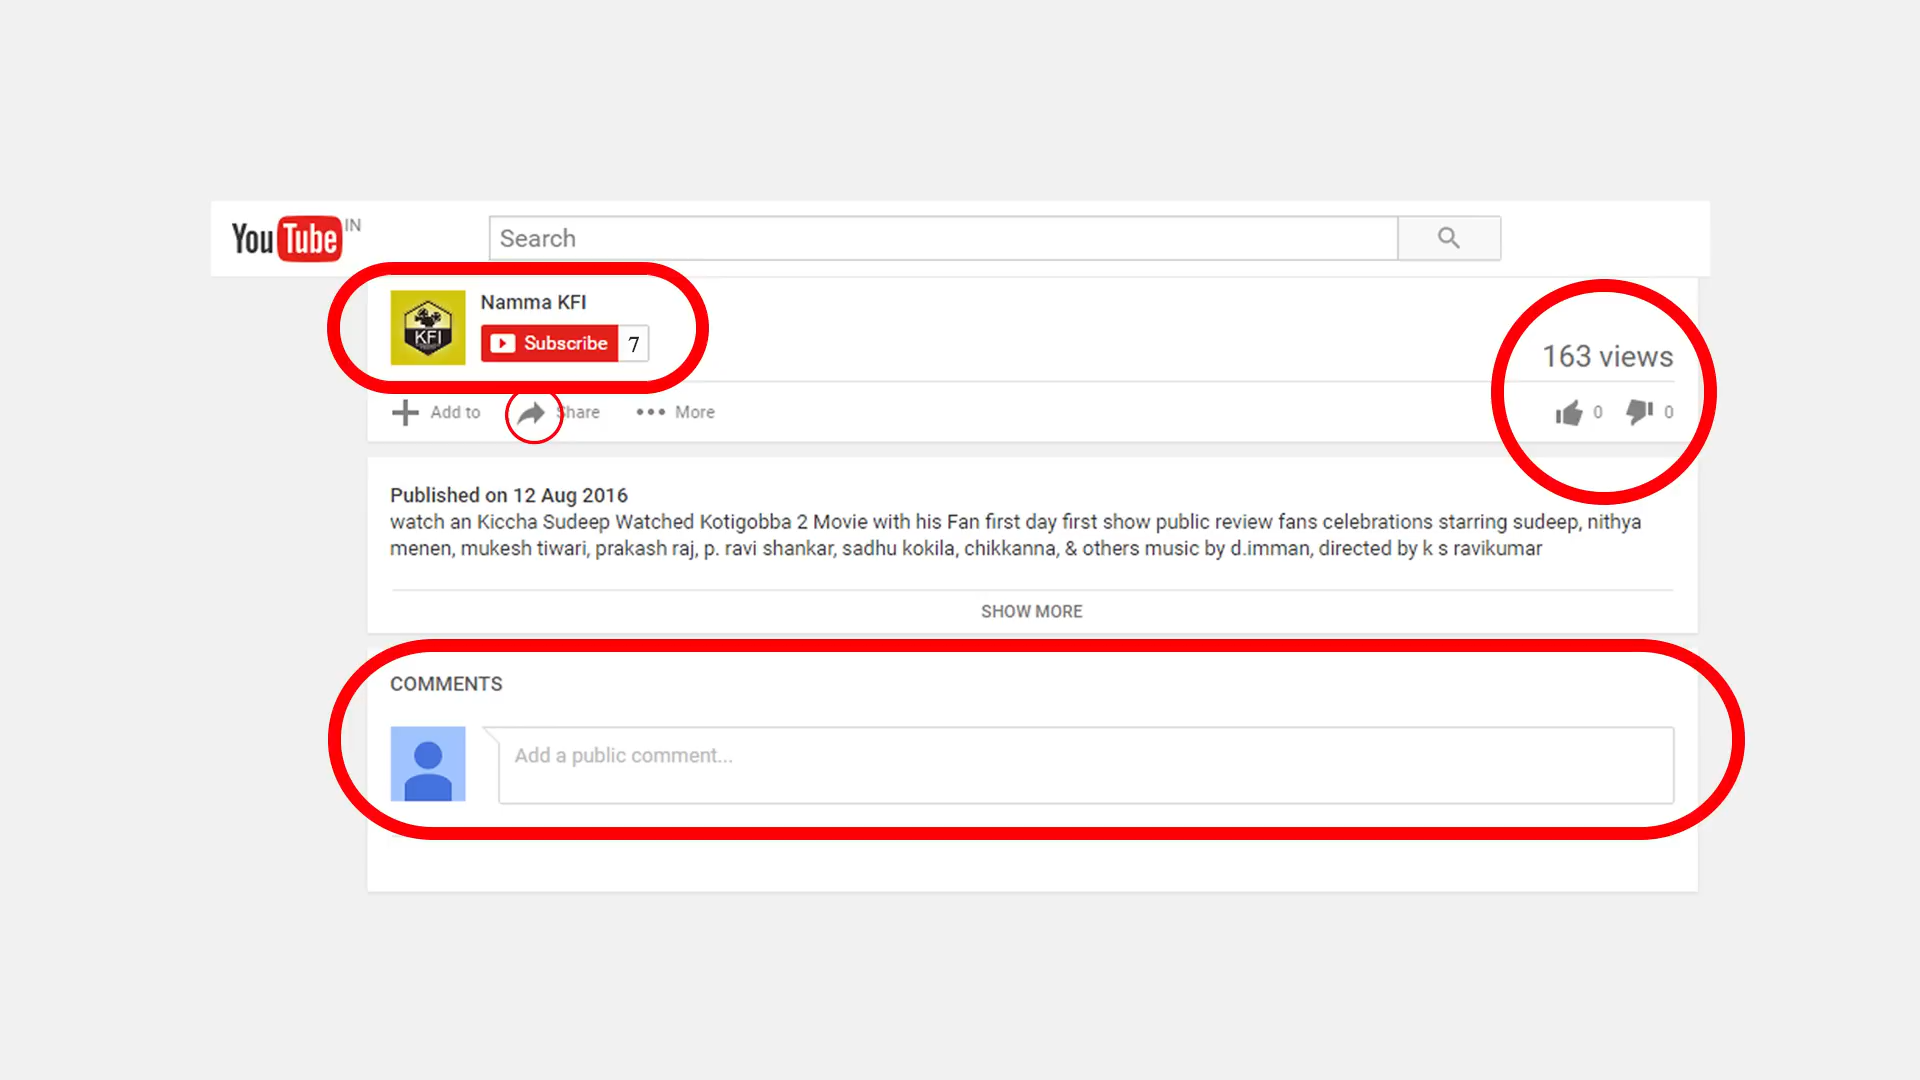 YouTube IN
Search
Namma KFI
KFI
Subscribe 7
163 views
Add to Share More
0 0
Published on 12 Aug 2016
watch an Kiccha Sudeep Watched Kotigobba 2 Movie with his Fan first day first show public review fans celebrations starring sudeep, nithya
menen, mukesh tiwari, prakash raj, p. ravi shankar, sadhu kokila, chikkanna, & others music by d.imman, directed by k s ravikumar
SHOW MORE
COMMENTS
Add a public comment...